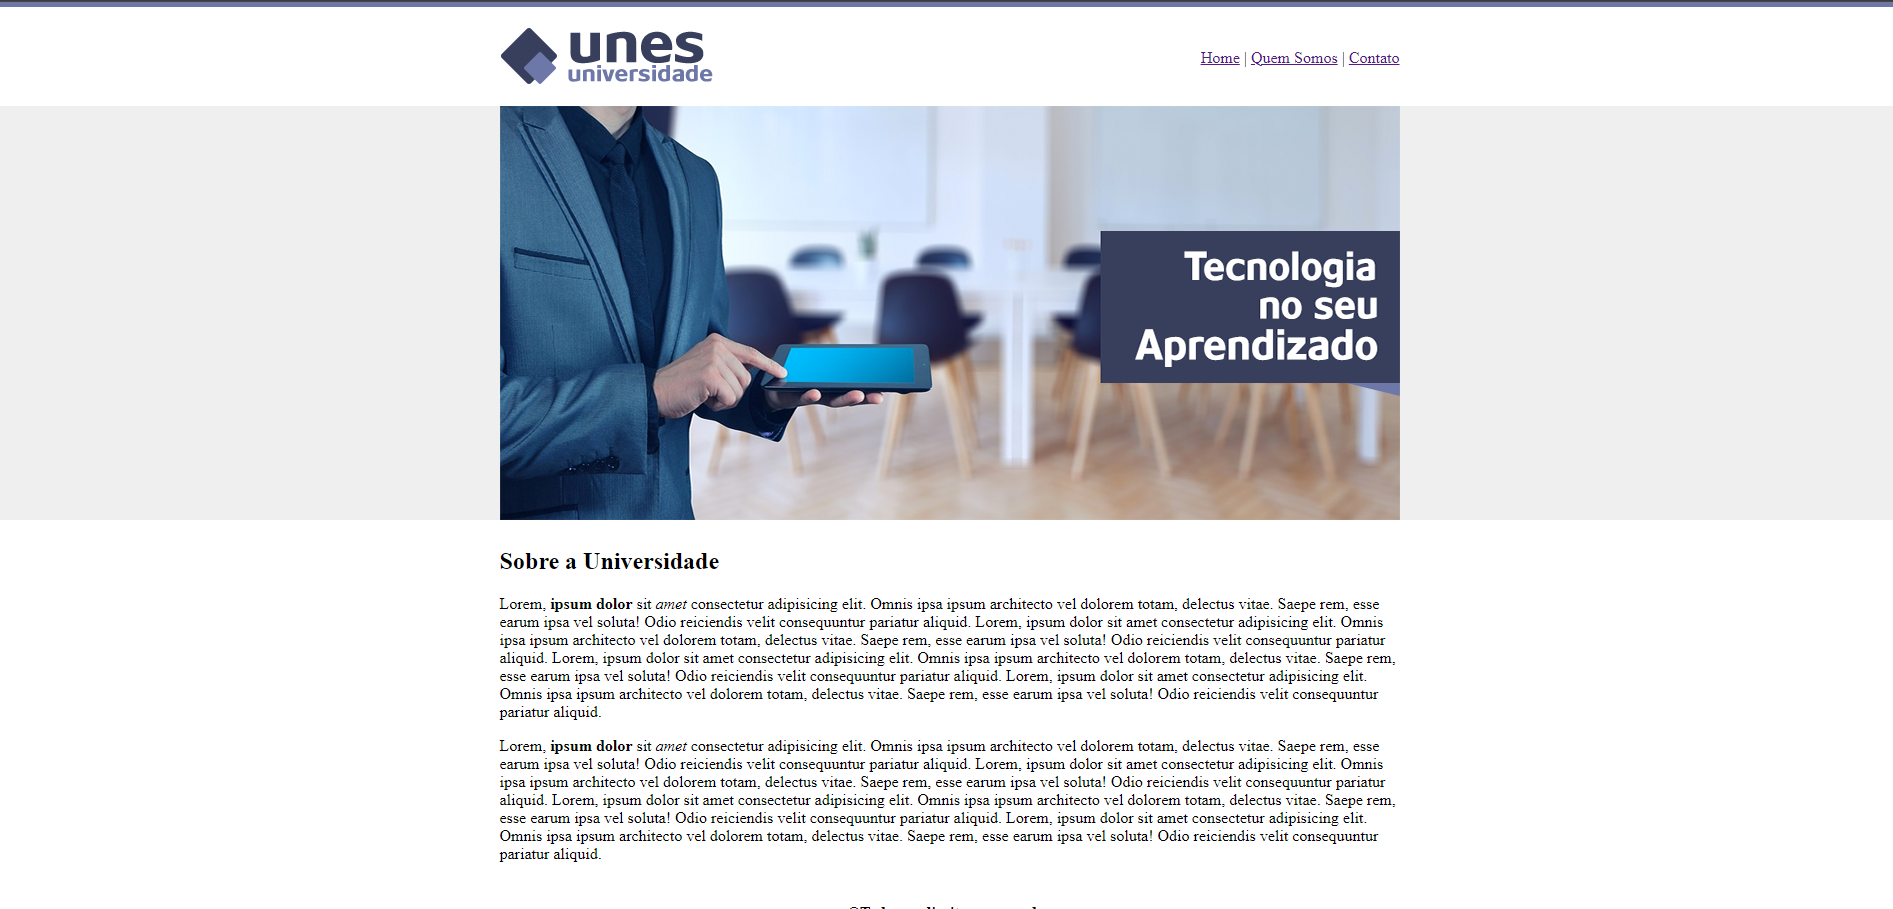 unes
universidade
Home | Quem Somos | Contato
Tecnologia
no seu
Aprendizado
Sobre a Universidade
Lorem, ipsum dolor sit amet consectetur adipisicing elit. Omnis ipsa ipsum architecto vel dolorem totam, delectus vitae. Saepe rem, esse
earum ipsa vel soluta! Odio reiciendis velit consequuntur pariatur aliquid. Lorem, ipsum dolor sit amet consectetur adipisicing elit. Omnis
ipsa ipsum architecto vel dolorem totam, delectus vitae. Saepe rem, esse earum ipsa vel soluta! Odio reiciendis velit consequuntur pariatur
aliquid. Lorem, ipsum dolor sit amet consectetur adipisicing elit. Omnis ipsa ipsum architecto vel dolorem totam, delectus vitae. Saepe rem,
esse earum ipsa vel soluta! Odio reiciendis velit consequuntur pariatur aliquid. Lorem, ipsum dolor sit amet consectetur adipisicing elit.
Omnis ipsa ipsum architecto vel dolorem totam, delectus vitae. Saepe rem, esse earum ipsa vel soluta! Odio reiciendis velit consequuntur
pariatur aliquid.
Lorem, ipsum dolor sit amet consectetur adipisicing elit. Omnis ipsa ipsum architecto vel dolorem totam, delectus vitae. Saepe rem, esse
earum ipsa vel soluta! Odio reiciendis velit consequuntur pariatur aliquid. Lorem, ipsum dolor sit amet consectetur adipisicing elit. Omnis
ipsa ipsum architecto vel dolorem totam, delectus vitae. Saepe rem, esse earum ipsa vel soluta! Odio reiciendis velit consequuntur pariatur
aliquid. Lorem, ipsum dolor sit amet consectetur adipisicing elit. Omnis ipsa ipsum architecto vel dolorem totam, delectus vitae. Saepe rem,
esse earum ipsa vel soluta! Odio reiciendis velit consequuntur pariatur aliquid. Lorem, ipsum dolor sit amet consectetur adipisicing elit.
Omnis ipsa ipsum architecto vel dolorem totam, delectus vitae. Saepe rem, esse earum ipsa vel soluta! Odio reiciendis velit consequuntur
pariatur aliquid.